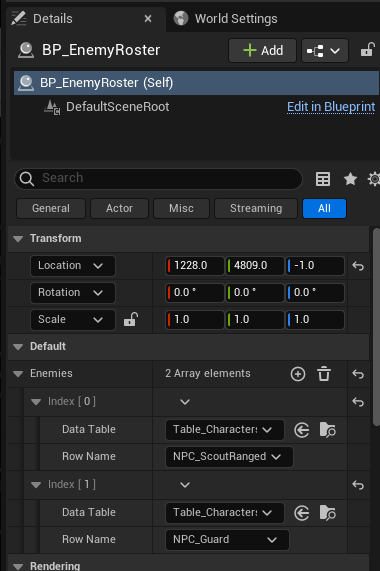 Details
World Settings
BP_EnemyRoster
Add
BP_EnemyRoster (Self)
DefaultSceneRoot Edit in Blueprint
Search
General Actor Misc Streaming All
Transform
Location 1228.0 4809.0 -1.0
Rotation 0.0 ° 0.0 ° 0.0 °
Scale 1.0 1.0 1.0
Default
Enemies 2 Array elements
Index [ 0 ]
Data Table Table_Characters
Row Name NPC_ScoutRanged
Index [ 1 ]
Data Table Table_Characters
Row Name NPC_Guard
Rendering